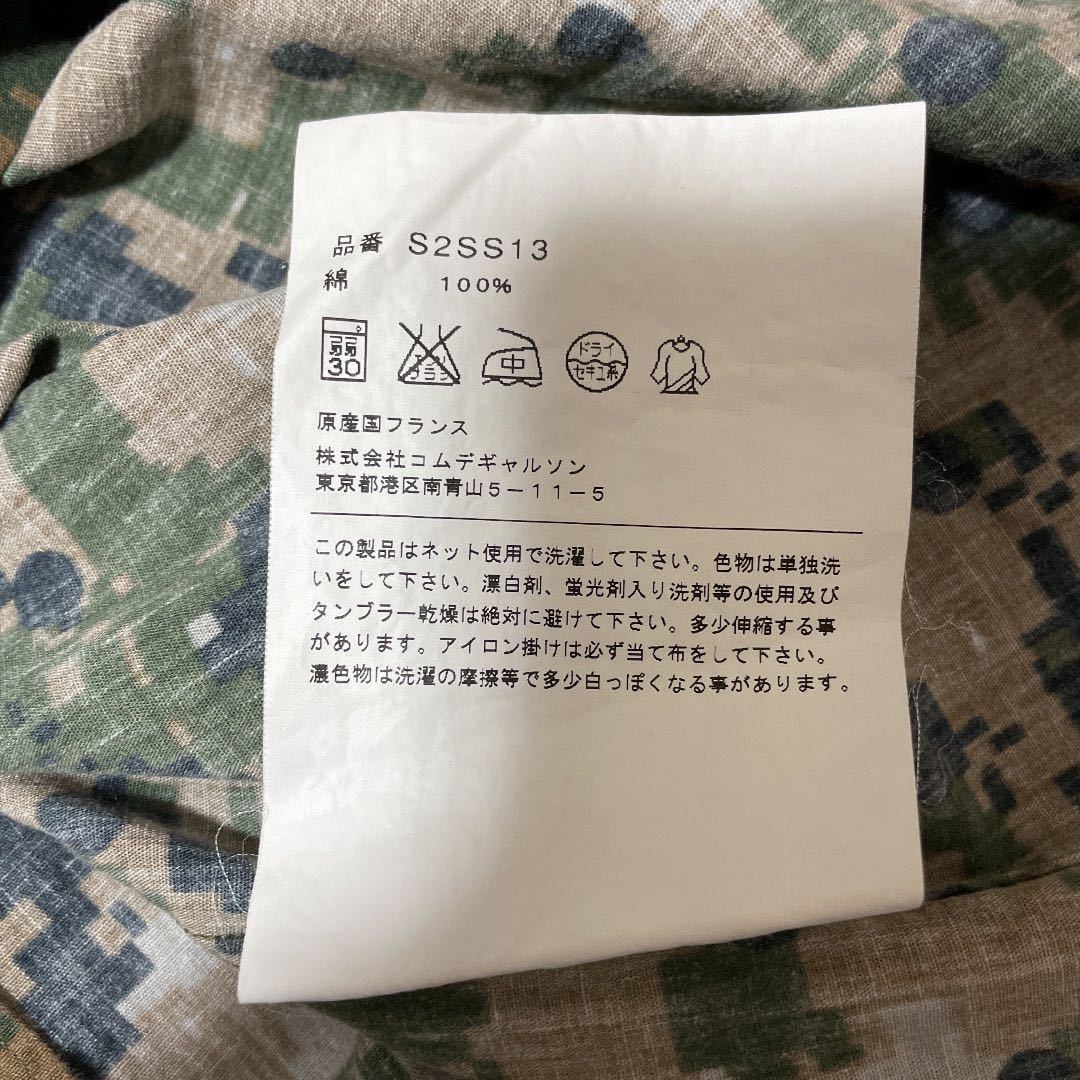 品番 S2SS13
綿 100%
弱 30 エンソ サラシ 中 ドライ セキユ系
原産国フランス
株式会社コムデギャルソン
東京都港区南青山5-11-5
この製品はネット使用で洗濯して下さい。色物は単独洗
いをして下さい。漂白剤、蛍光剤入り洗剤等の使用及び
タンブラー乾燥は絶対に避けて下さい。多少伸縮する事
があります。アイロン掛けは必ず当て布をして下さい。
濃色物は洗濯の摩擦等で多少白っぽくなる事があります。